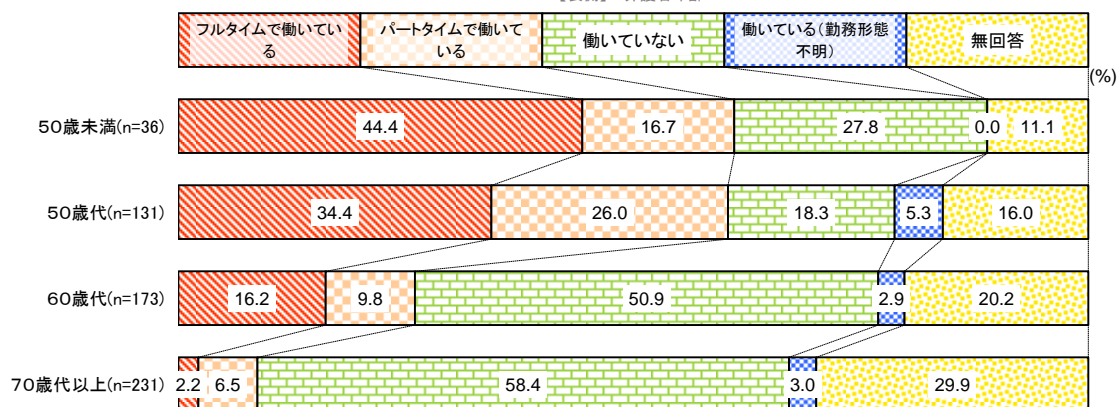 フルタイムで働いてい
る
パートタイムで働いて
いる
働いていない
働いている(勤務形態
不明)
無回答
(%)
50歳未満(n=36)
44.4
16.7
27.8
0.0
11.1
50歳代(n=131)
34.4
26.0
18.3
5.3
16.0
60歳代(n=173)
16.2
9.8
50.9
2.9
20.2
70歳代以上(n=231)
2.2
6.5
58.4
3.0
29.9